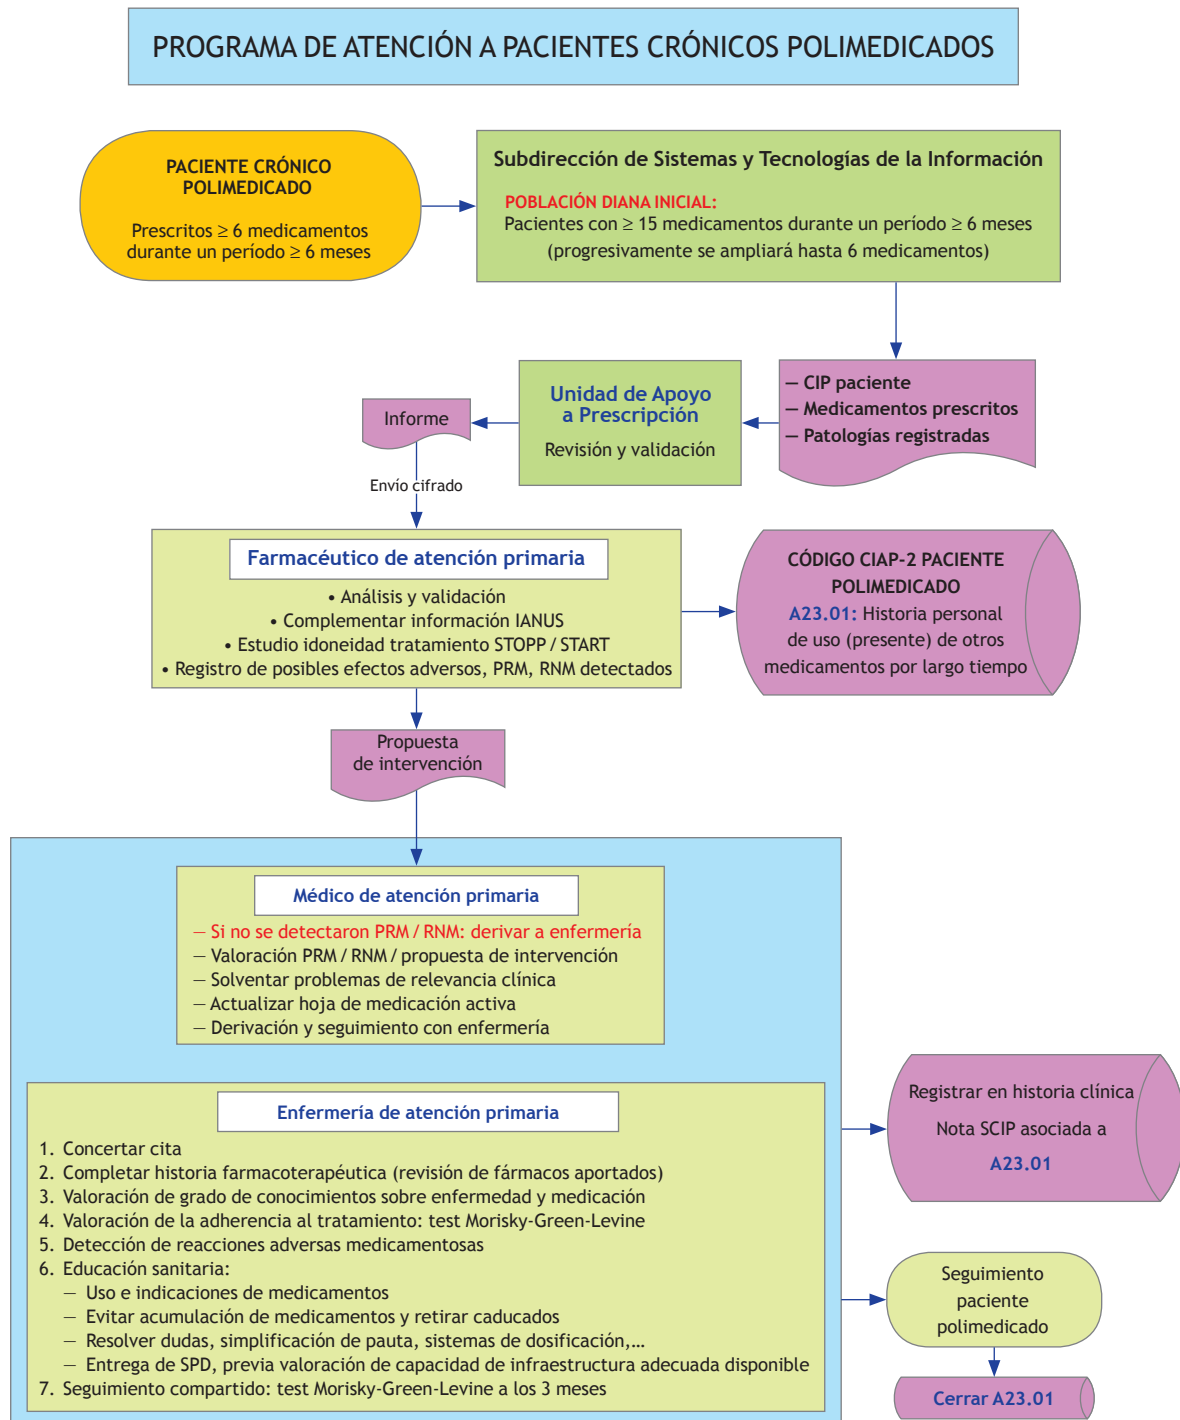 PROGRAMA DE ATENCIÓN A PACIENTES CRÓNICOS POLIMEDICADOS
PACIENTE CRÓNICO
POLIMEDICADO
Prescritos ≥ 6 medicamentos
durante un período ≥ 6 meses
Subdirección de Sistemas y Tecnologías de la Información
POBLACIÓN DIANA INICIAL:
Pacientes con ≥ 15 medicamentos durante un período ≥ 6 meses
(progresivamente se ampliará hasta 6 medicamentos)
— CIP paciente
— Medicamentos prescritos
— Patologías registradas
Unidad de Apoyo
a Prescripción
Revisión y validación
Informe
Envío cifrado
Farmacéutico de atención primaria
• Análisis y validación
• Complementar información IANUS
• Estudio idoneidad tratamiento STOPP / START
• Registro de posibles efectos adversos, PRM, RNM detectados
CÓDIGO CIAP-2 PACIENTE
POLIMEDICADO
A23.01: Historia personal
de uso (presente) de otros
medicamentos por largo tiempo
Propuesta
de intervención
Médico de atención primaria
— Si no se detectaron PRM / RNM: derivar a enfermería
— Valoración PRM / RNM / propuesta de intervención
— Solventar problemas de relevancia clínica
— Actualizar hoja de medicación activa
— Derivación y seguimiento con enfermería
Enfermería de atención primaria
1. Concertar cita
2. Completar historia farmacoterapéutica (revisión de fármacos aportados)
3. Valoración de grado de conocimientos sobre enfermedad y medicación
4. Valoración de la adherencia al tratamiento: test Morisky-Green-Levine
5. Detección de reacciones adversas medicamentosas
6. Educación sanitaria:
— Uso e indicaciones de medicamentos
— Evitar acumulación de medicamentos y retirar caducados
— Resolver dudas, simplificación de pauta, sistemas de dosificación,...
— Entrega de SPD, previa valoración de capacidad de infraestructura adecuada disponible
7. Seguimiento compartido: test Morisky-Green-Levine a los 3 meses
Registrar en historia clínica
Nota SCIP asociada a
A23.01
Seguimiento
paciente
polimedicado
Cerrar A23.01